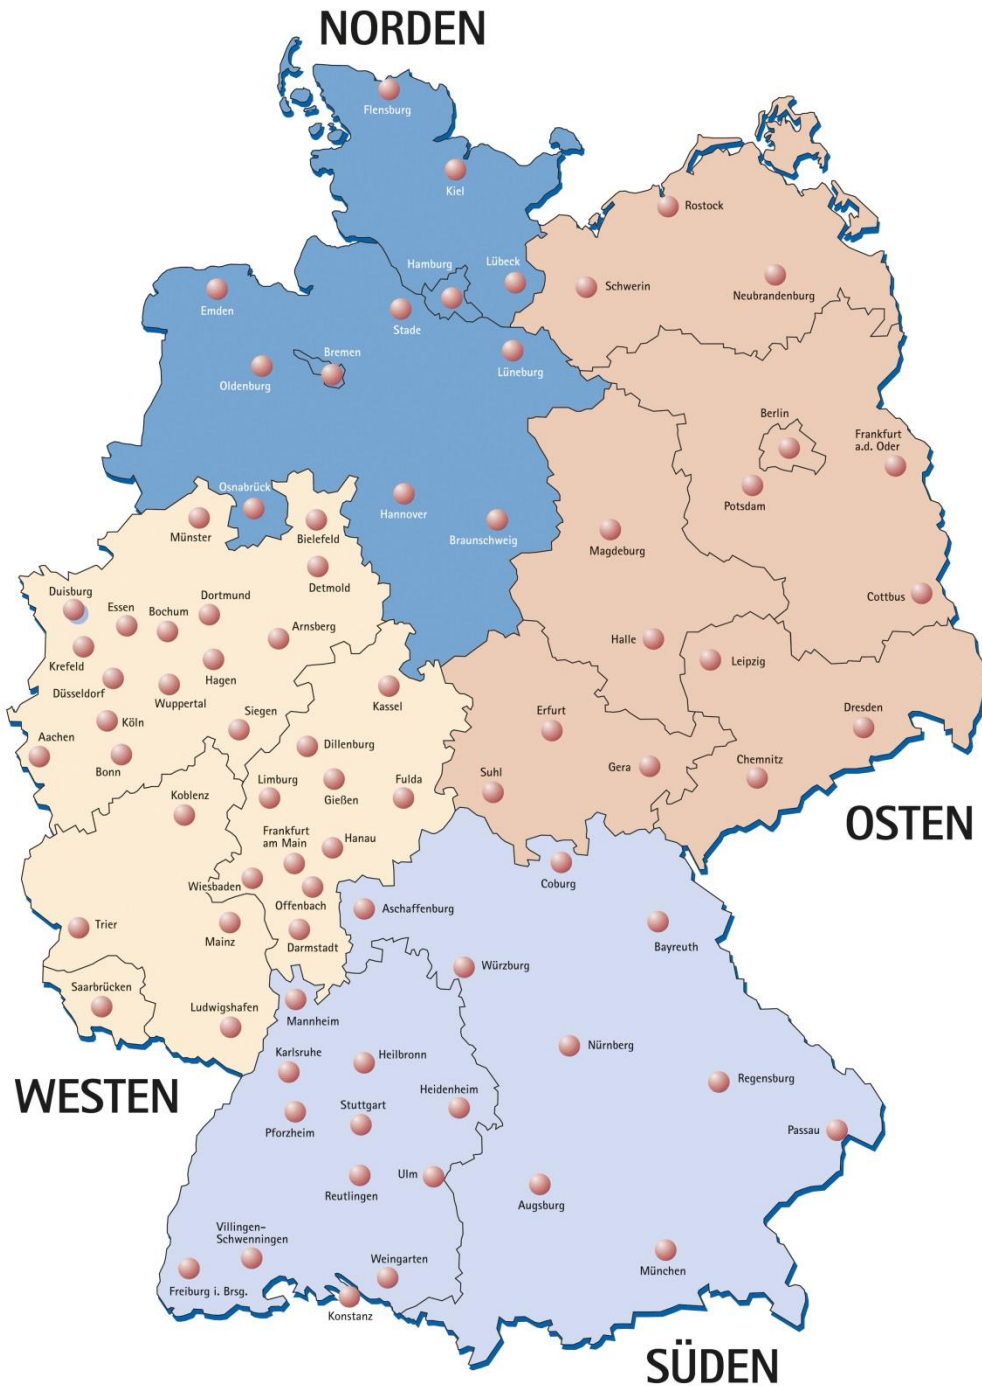 NORDEN
Flensburg
Kiel
Rostock
Hamburg
Lübeck
Schwerin
Neubrandenburg
Emden
Stade
Bremen
Lüneburg
Oldenburg
Berlin
Frankfurt
a.d. Oder
Osnabrück
Hannover
Potsdam
Münster
Bielefeld
Braunschweig
Magdeburg
Duisburg
Essen
Bochum
Dortmund
Detmold
Cottbus
Arnsberg
Halle
Leipzig
Krefeld
Hagen
Düsseldorf
Wuppertal
Kassel
Siegen
Erfurt
Dresden
Köln
Aachen
Bonn
Dillenburg
Limburg
Gießen
Fulda
Suhl
Gera
Chemnitz
Koblenz
OSTEN
Frankfurt
am Main
Hanau
Wiesbaden
Offenbach
Coburg
Aschaffenburg
Trier
Mainz
Darmstadt
Bayreuth
Würzburg
Saarbrücken
Ludwigshafen
Mannheim
WESTEN
Karlsruhe
Heilbronn
Nürnberg
Heidenheim
Regensburg
Pforzheim
Stuttgart
Passau
Reutlingen
Ulm
Augsburg
Villingen-
Schwenningen
Weingarten
München
Freiburg i. Brsg.
Konstanz
SÜDEN